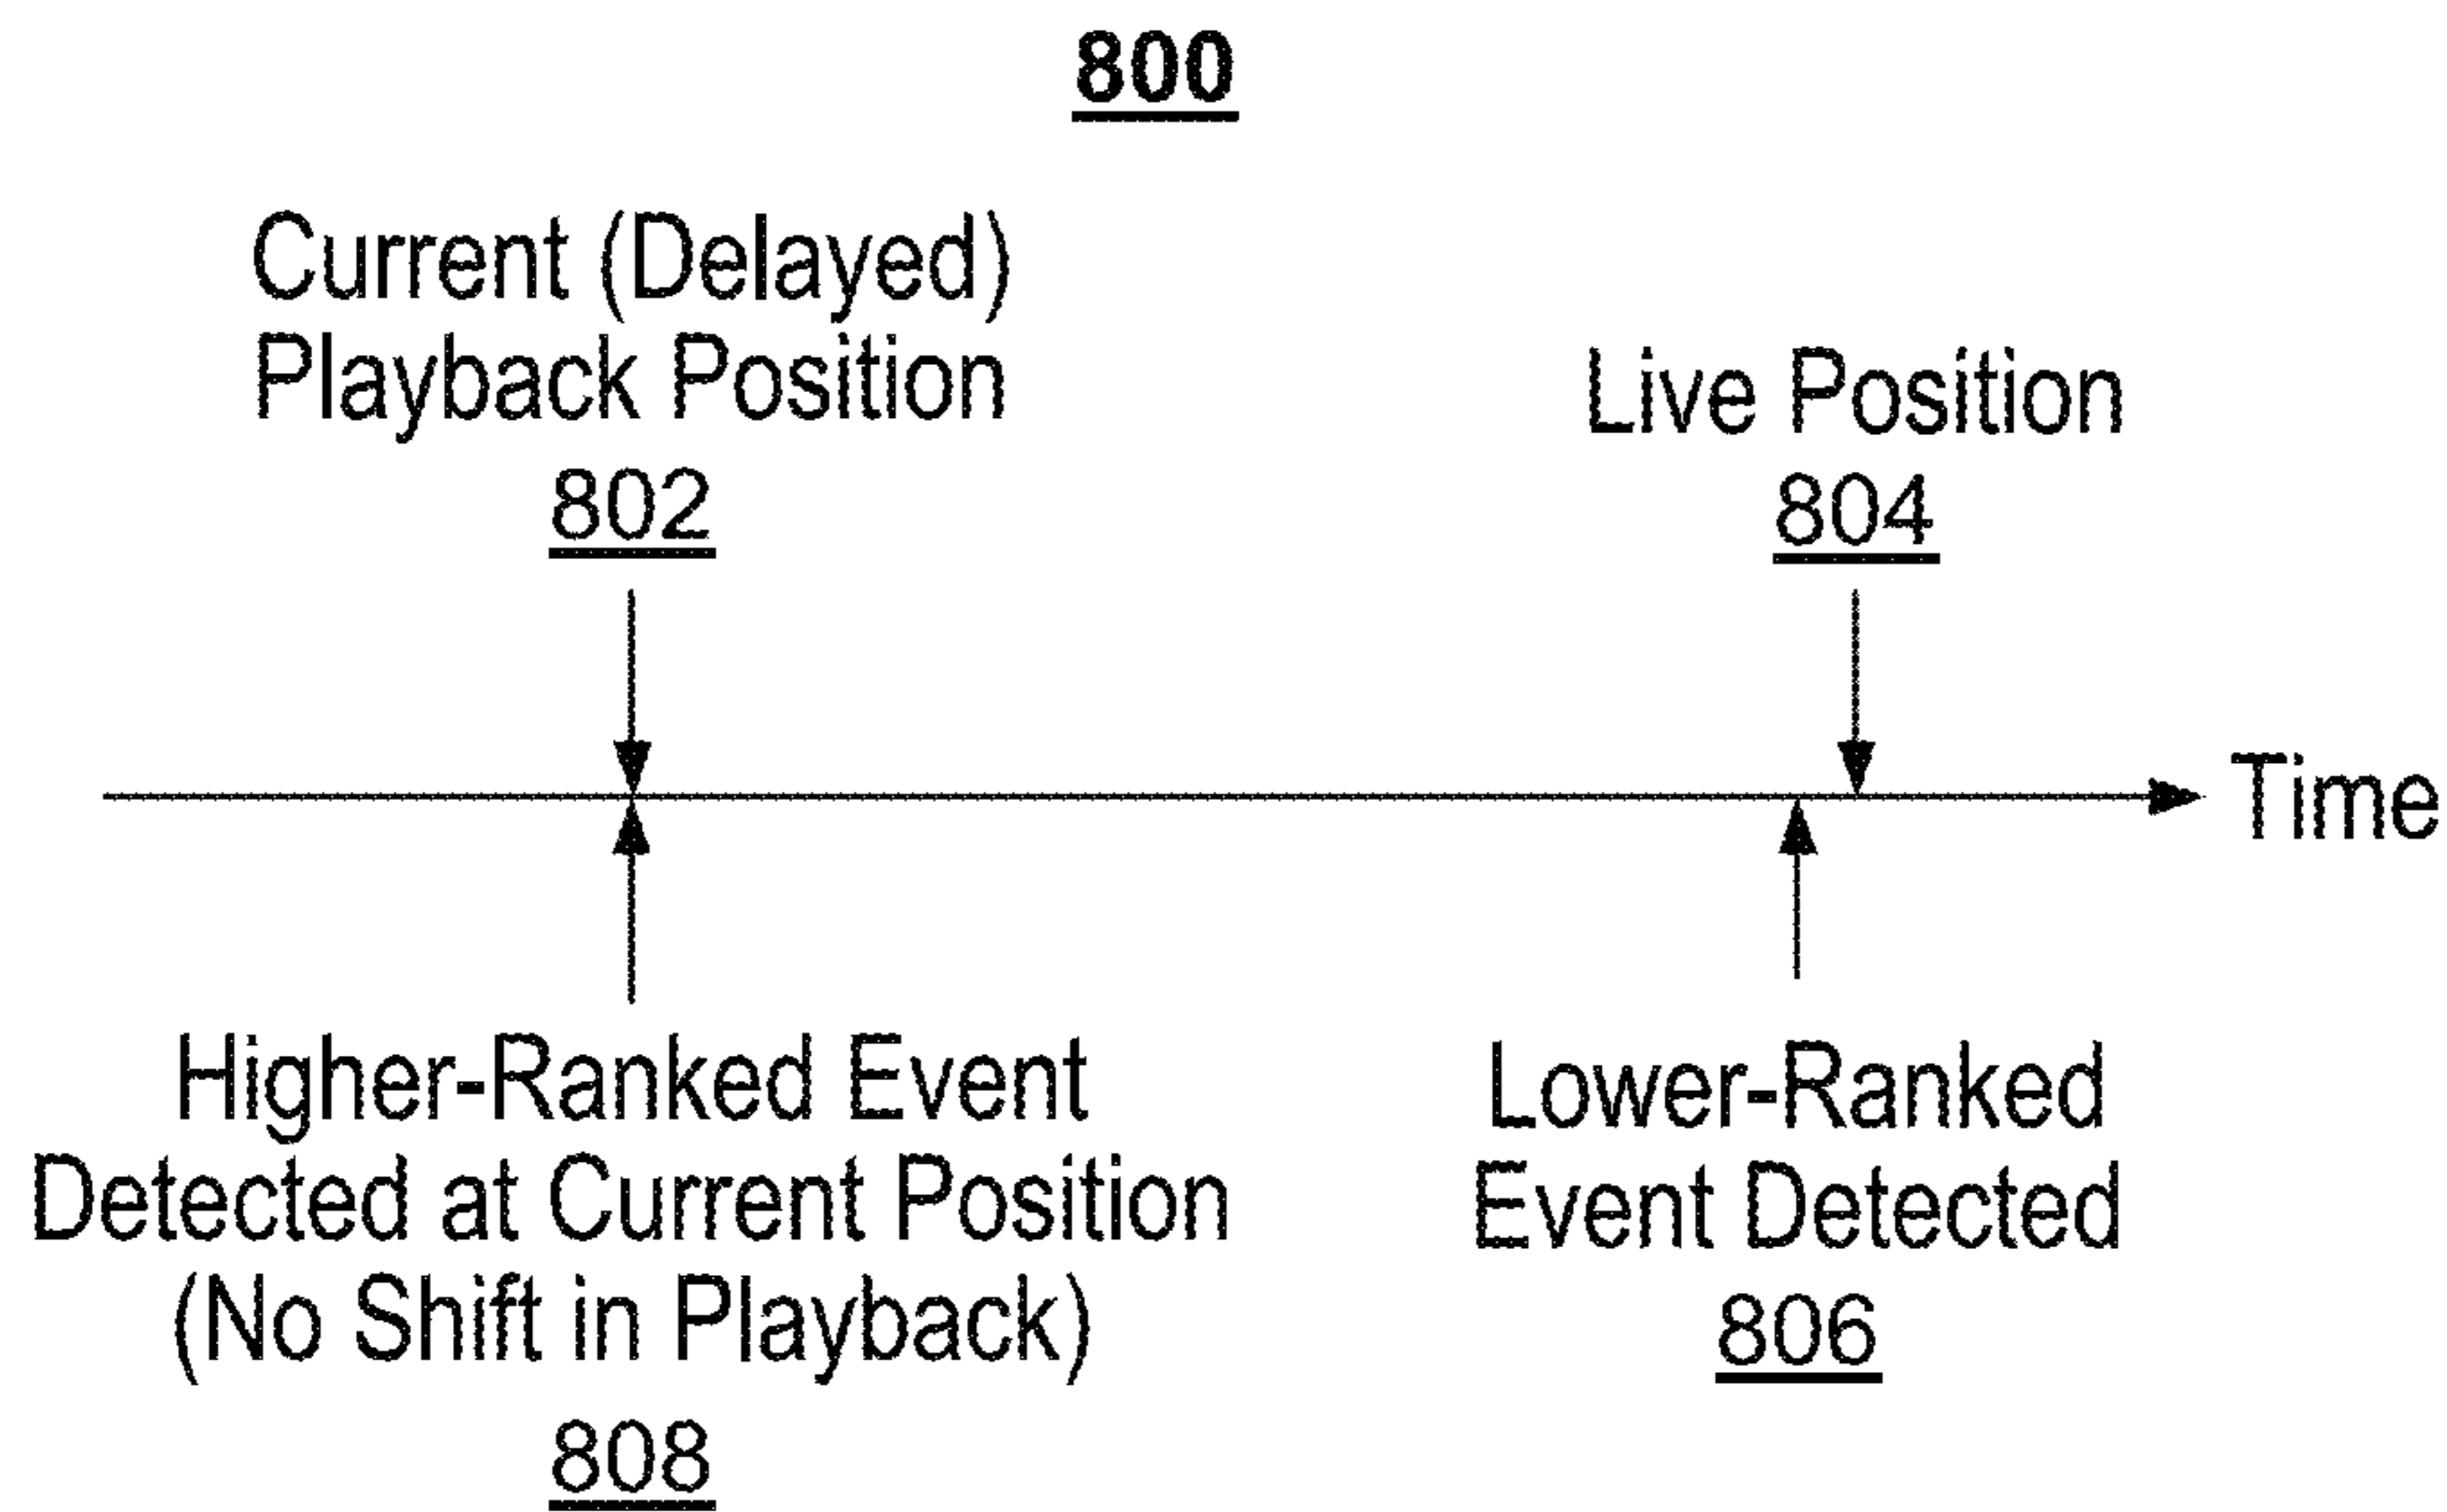 800
Current (Delayed)
Playback Position
802
Live Position
804
Time
Higher-Ranked Event
Detected at Current Position
(No Shift in Playback)
808
Lower-Ranked
Event Detected
806